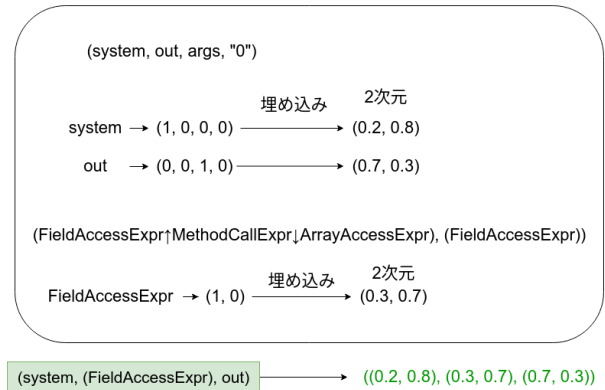 (system, out, args, "0")
埋め込み 2次元
system → (1, 0, 0, 0) → (0.2, 0.8)
out → (0, 0, 1, 0) → (0.7, 0.3)
(FieldAccessExpr↑MethodCallExpr↓ArrayAccessExpr), (FieldAccessExpr))
埋め込み 2次元
FieldAccessExpr → (1, 0) → (0.3, 0.7)
(system, (FieldAccessExpr), out) → ((0.2, 0.8), (0.3, 0.7), (0.7, 0.3))